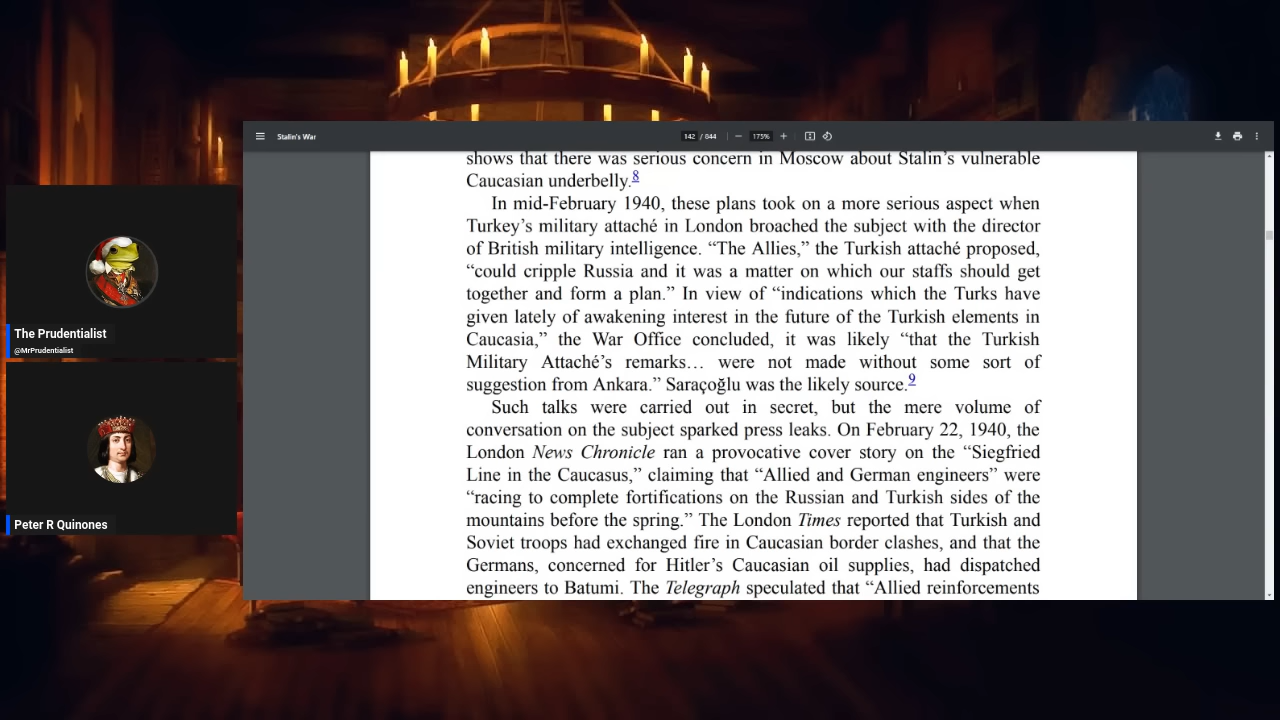 Stalin's War
142 / 844
175%
shows that there was serious concern in Moscow about Stalin’s vulnerable
Caucasian underbelly.8
In mid-February 1940, these plans took on a more serious aspect when
Turkey’s military attaché in London broached the subject with the director
of British military intelligence. “The Allies,” the Turkish attaché proposed,
“could cripple Russia and it was a matter on which our staffs should get
together and form a plan.” In view of “indications which the Turks have
given lately of awakening interest in the future of the Turkish elements in
Caucasia,” the War Office concluded, it was likely “that the Turkish
Military Attaché’s remarks… were not made without some sort of
suggestion from Ankara.” Saraçoğlu was the likely source.9
Such talks were carried out in secret, but the mere volume of
conversation on the subject sparked press leaks. On February 22, 1940, the
London News Chronicle ran a provocative cover story on the “Siegfried
Line in the Caucasus,” claiming that “Allied and German engineers” were
“racing to complete fortifications on the Russian and Turkish sides of the
mountains before the spring.” The London Times reported that Turkish and
Soviet troops had exchanged fire in Caucasian border clashes, and that the
Germans, concerned for Hitler’s Caucasian oil supplies, had dispatched
engineers to Batumi. The Telegraph speculated that “Allied reinforcements
The Prudentialist
@MrPrudentialist
Peter R Quinones